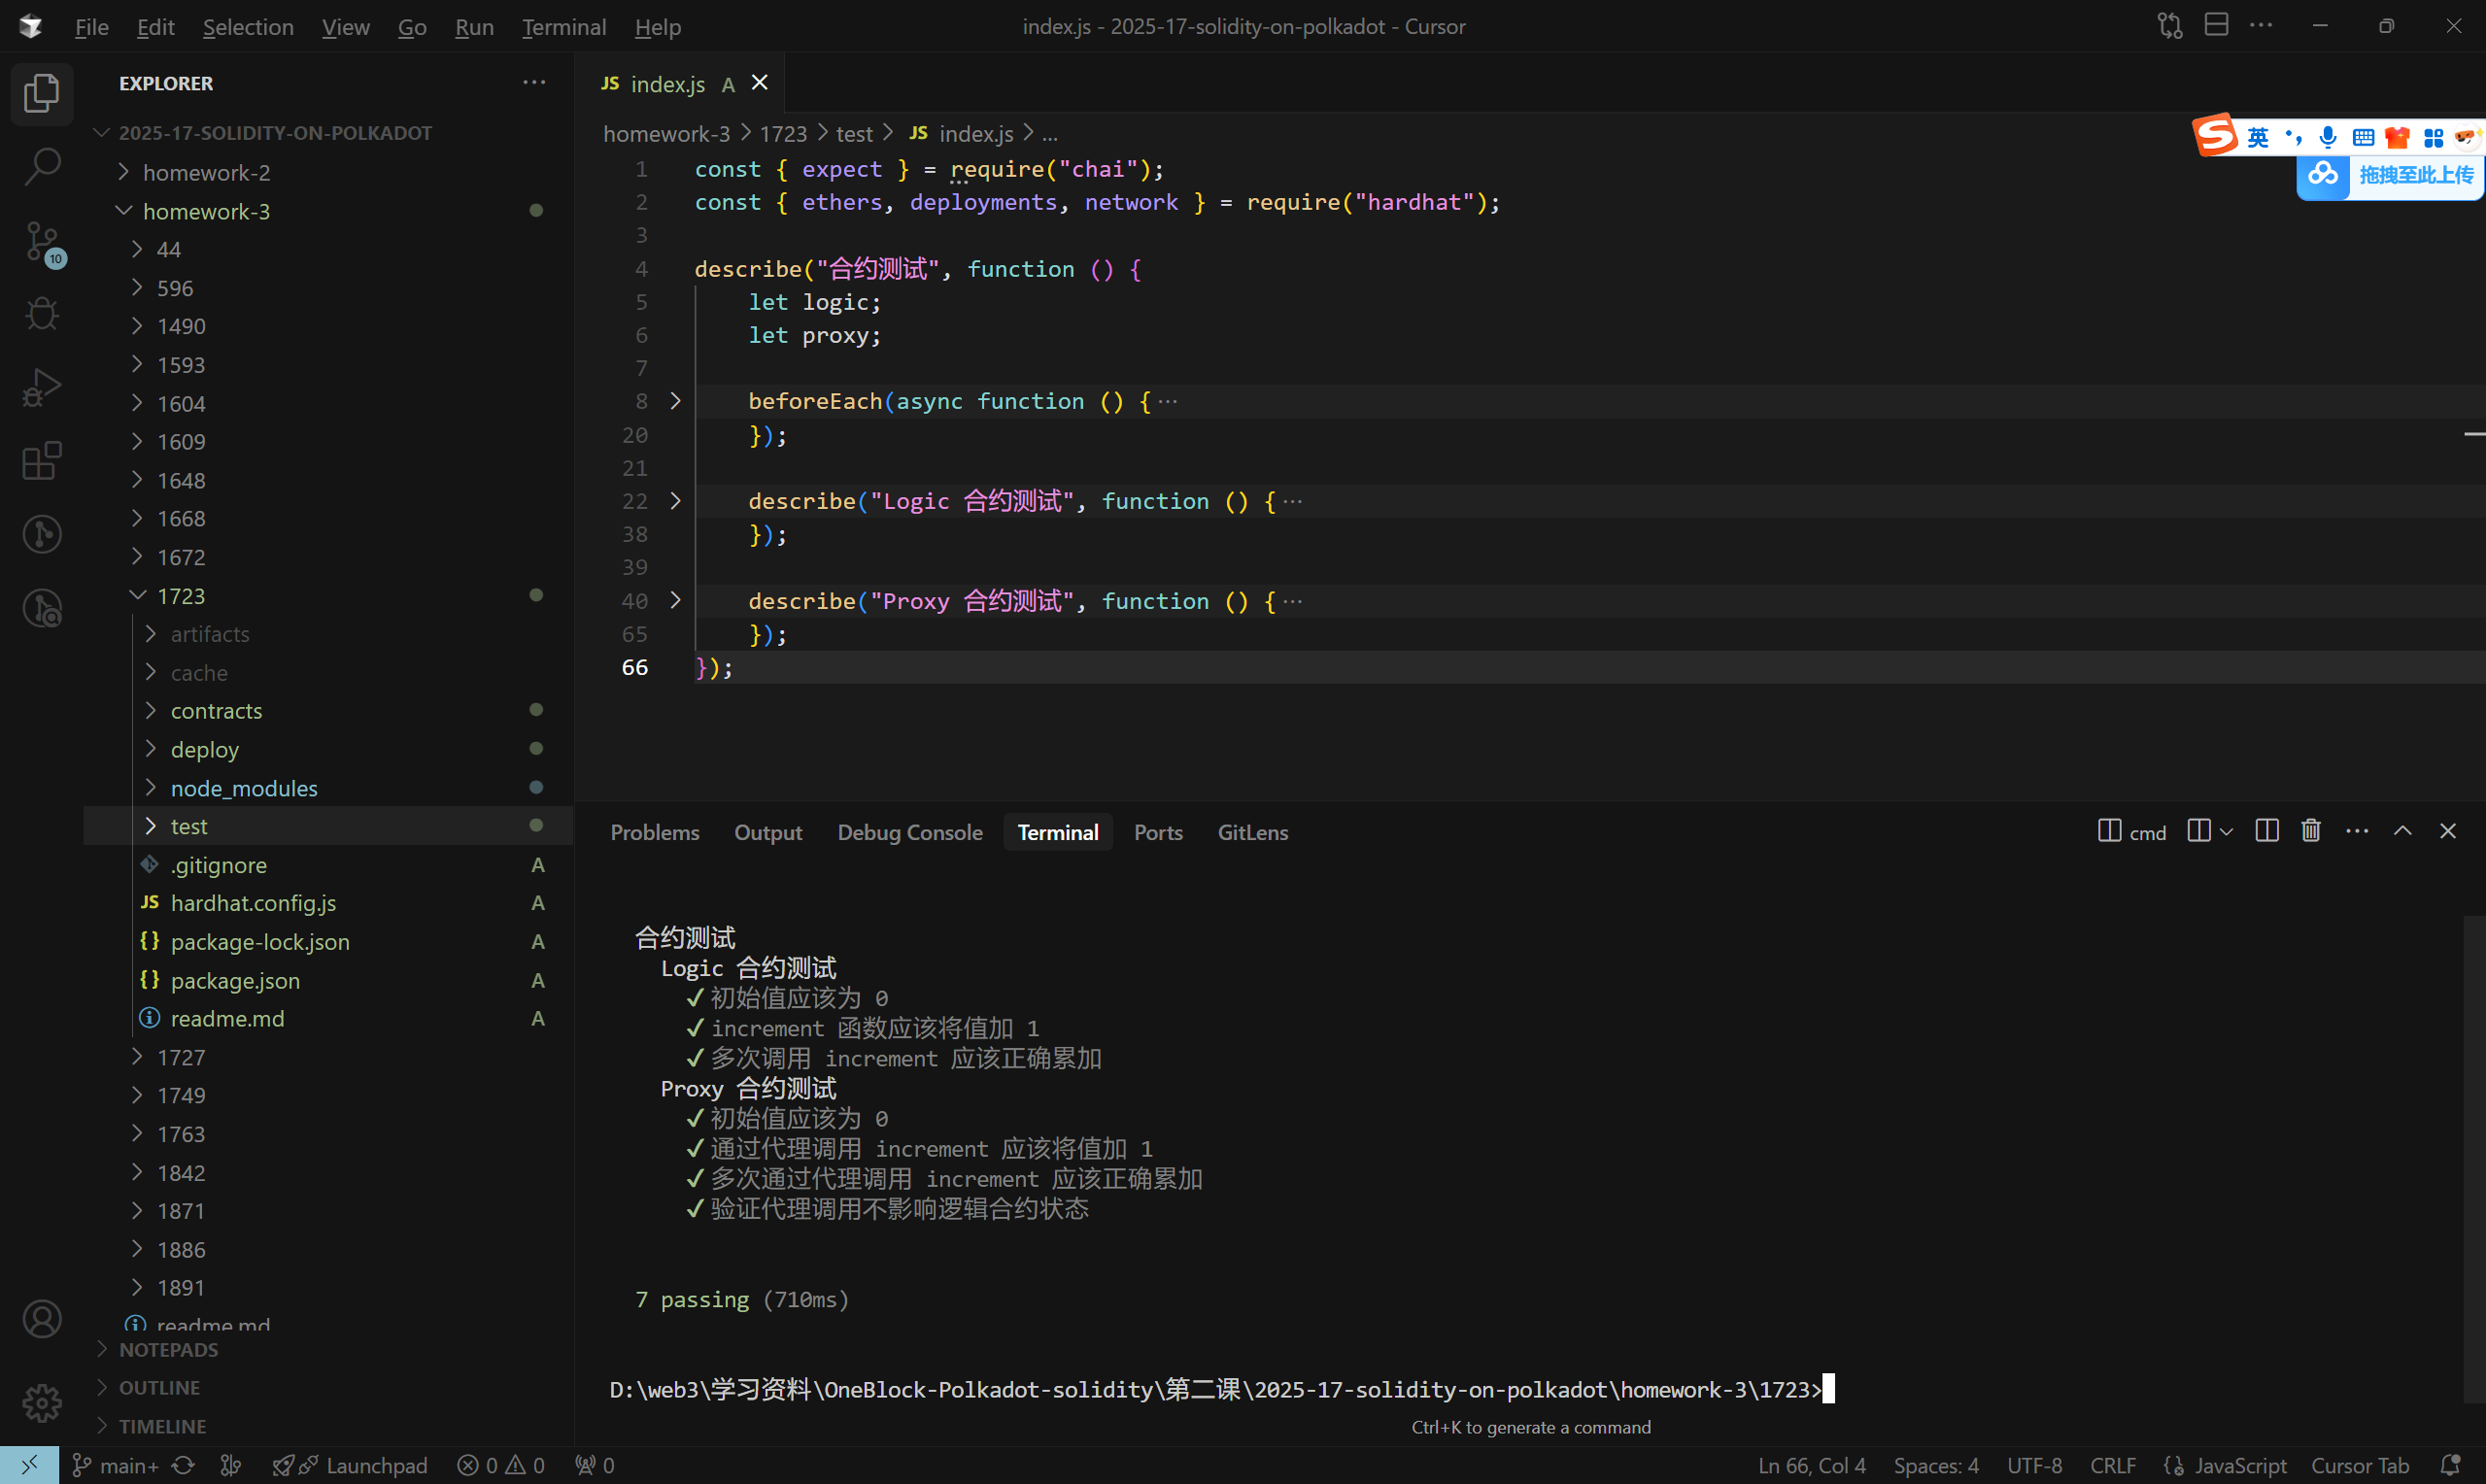 File Edit Selection View Go Run Terminal Help
index.js - 2025-17-solidity-on-polkadot - Cursor
EXPLORER
2025-17-SOLIDITY-ON-POLKADOT
homework-2
homework-3
44
596
1490
1593
1604
1609
1648
1668
1672
1723
artifacts
cache
contracts
deploy
node_modules
test
.gitignore A
JS hardhat.config.js A
{} package-lock.json A
{} package.json A
readme.md A
1727
1749
1763
1842
1871
1886
1891
readme.md
NOTEPADS
OUTLINE
TIMELINE
10
JS index.js A
homework-3 > 1723 > test > JS index.js > ...
英
拖拽至此上传
1 const { expect } = require("chai");
2 const { ethers, deployments, network } = require("hardhat");
3
4 describe("合约测试", function () {
5 let logic;
6 let proxy;
7
8 beforeEach(async function () {···
20 });
21
22 describe("Logic 合约测试", function () {···
38 });
39
40 describe("Proxy 合约测试", function () {···
65 });
66 });
Problems Output Debug Console Terminal Ports GitLens
cmd
合约测试
Logic 合约测试
✓初始值应该为 0
✓increment 函数应该将值加 1
✓多次调用 increment 应该正确累加
Proxy 合约测试
✓初始值应该为 0
✓通过代理调用 increment 应该将值加 1
✓多次通过代理调用 increment 应该正确累加
✓验证代理调用不影响逻辑合约状态
7 passing (710ms)
D:\web3\学习资料\OneBlock-Polkadot-solidity\第二课\2025-17-solidity-on-polkadot\homework-3\1723>
Ctrl+K to generate a command
main+ Launchpad 0 0 0
Ln 66, Col 4 Spaces: 4 UTF-8 CRLF JavaScript Cursor Tab